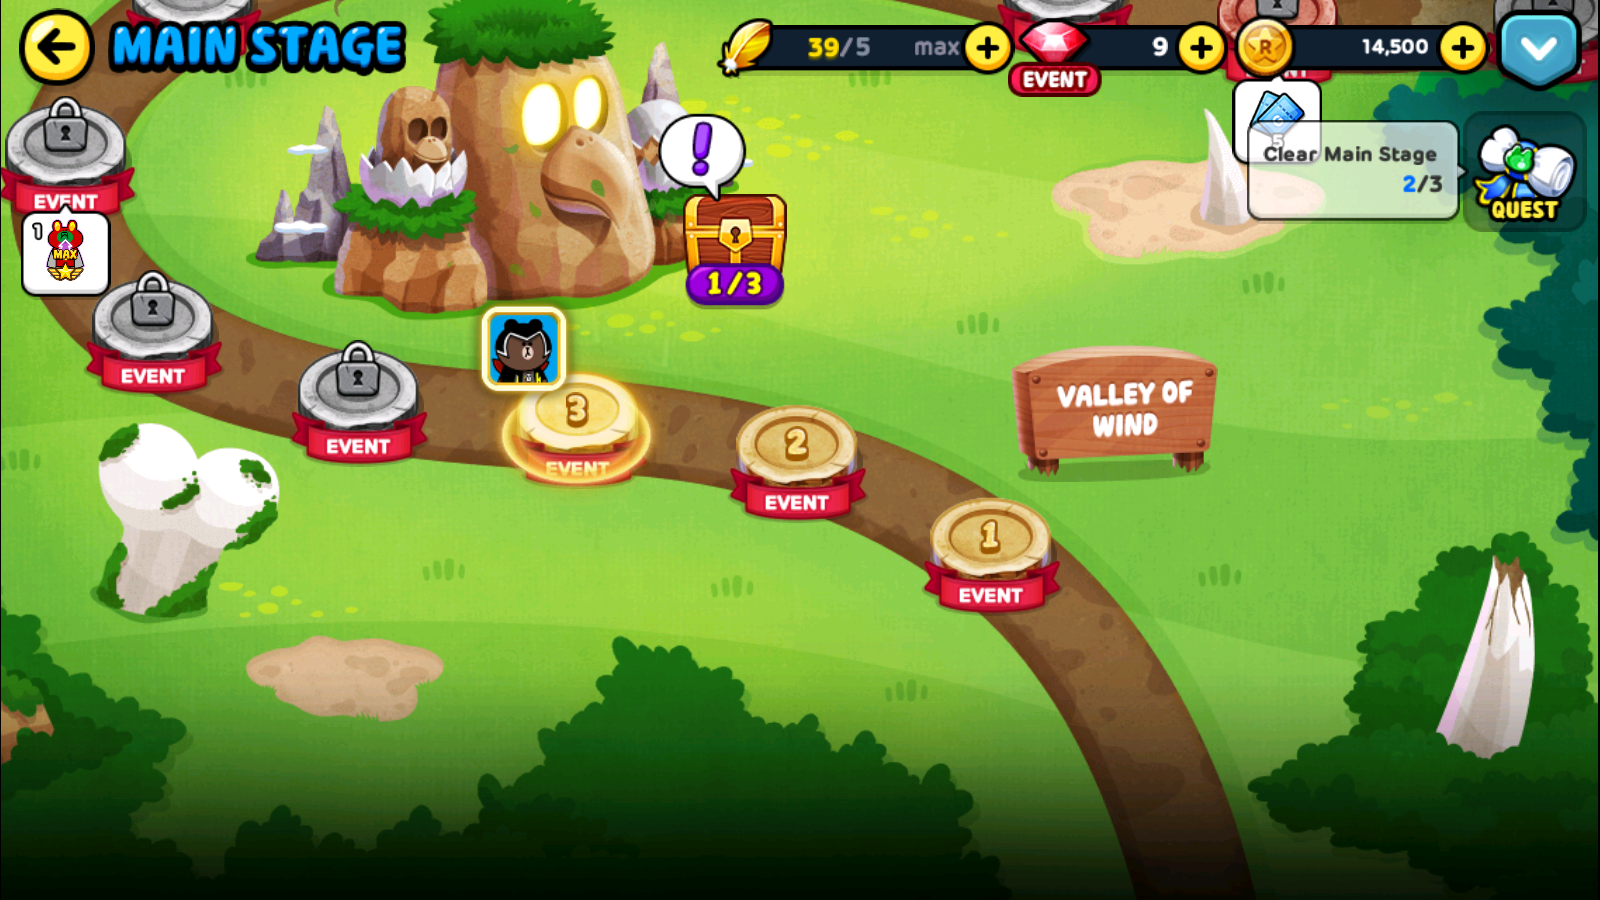 MAIN STAGE
39/5 max
9
EVENT
R
14,500
5
Clear Main Stage
2/3
QUEST
EVENT
1
MAX
EVENT
EVENT
1/3
3
EVENT
2
EVENT
1
EVENT
VALLEY OF
WIND